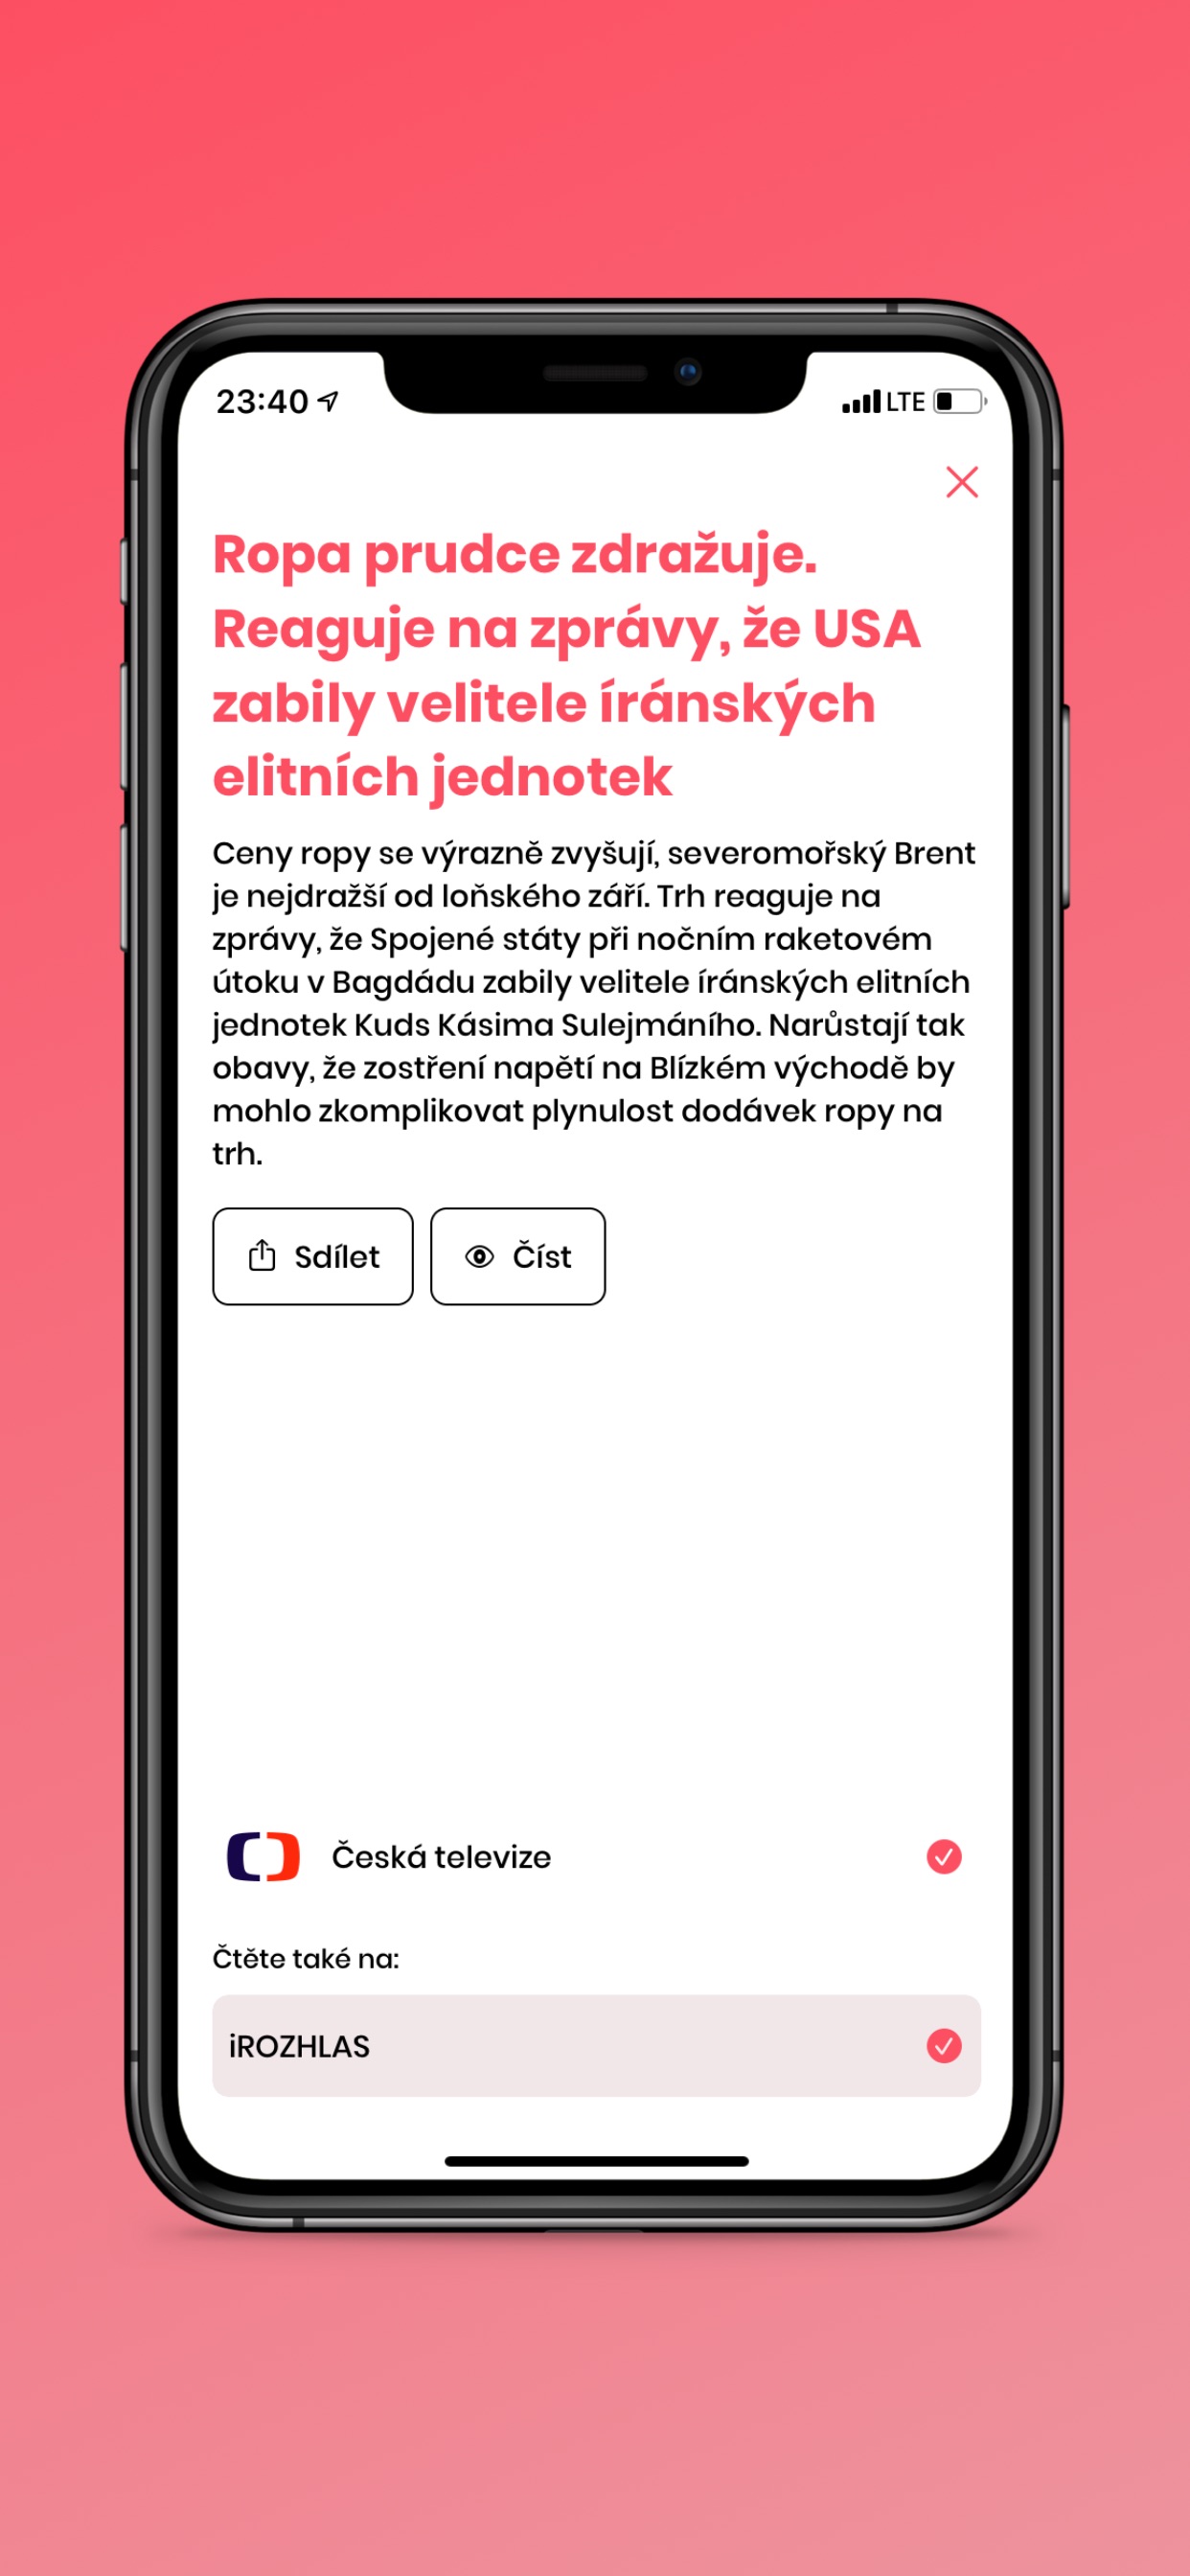 23:40
LTE
Ropa prudce zdražuje.
Reaguje na zprávy, že USA
zabily velitele íránských
elitních jednotek
Ceny ropy se výrazně zvyšují, severomořský Brent
je nejdražší od loňského září. Trh reaguje na
zprávy, že Spojené státy při nočním raketovém
útoku v Bagdádu zabily velitele íránských elitních
jednotek Kuds Kásima Sulejmáního. Narůstají tak
obavy, že zostření napětí na Blízkém východě by
mohlo zkomplikovat plynulost dodávek ropy na
trh.
Sdílet
Číst
Česká televize
Čtěte také na:
iROZHLAS